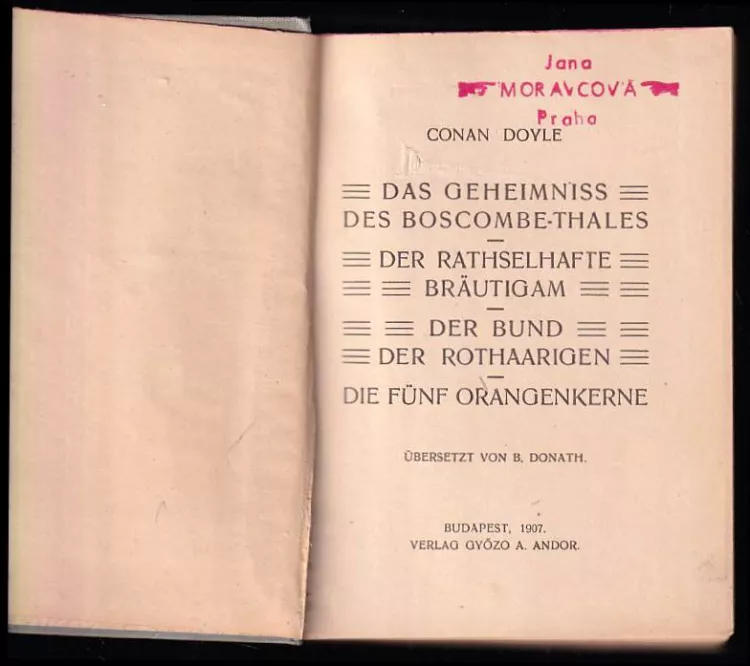 Jana
MORAVCOVÁ
Praha
CONAN DOYLE
DAS GEHEIMNISS
DES BOSCOMBE-THALES
DER RATHSELHAFTE
BRÄUTIGAM
DER BUND
DER ROTHAARIGEN
DIE FÜNF ORANGENKERNE
ÜBERSETZT VON B. DONATH.
BUDAPEST, 1907.
VERLAG GYŐZO A. ANDOR.